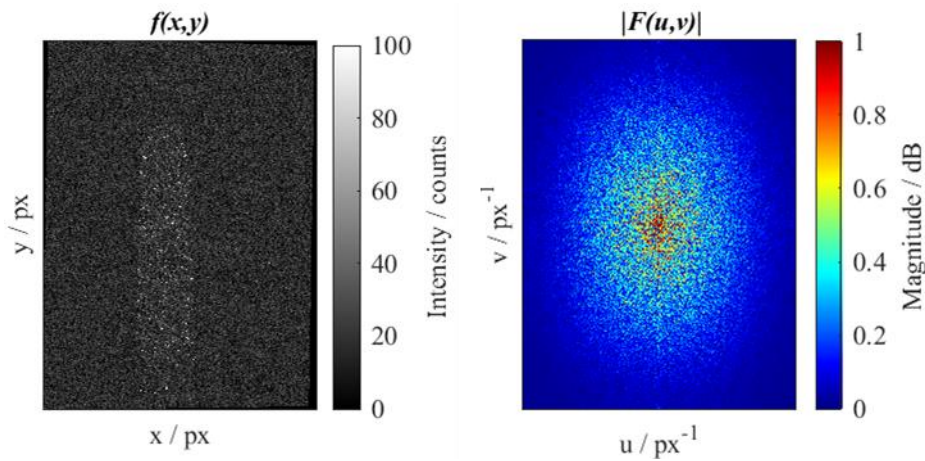 f(x,y)
y / px
x / px
100
80
60
40
20
0
Intensity / counts
|F(u,v)|
v / px⁻¹
u / px⁻¹
1
0.8
0.6
0.4
0.2
0
Magnitude / dB